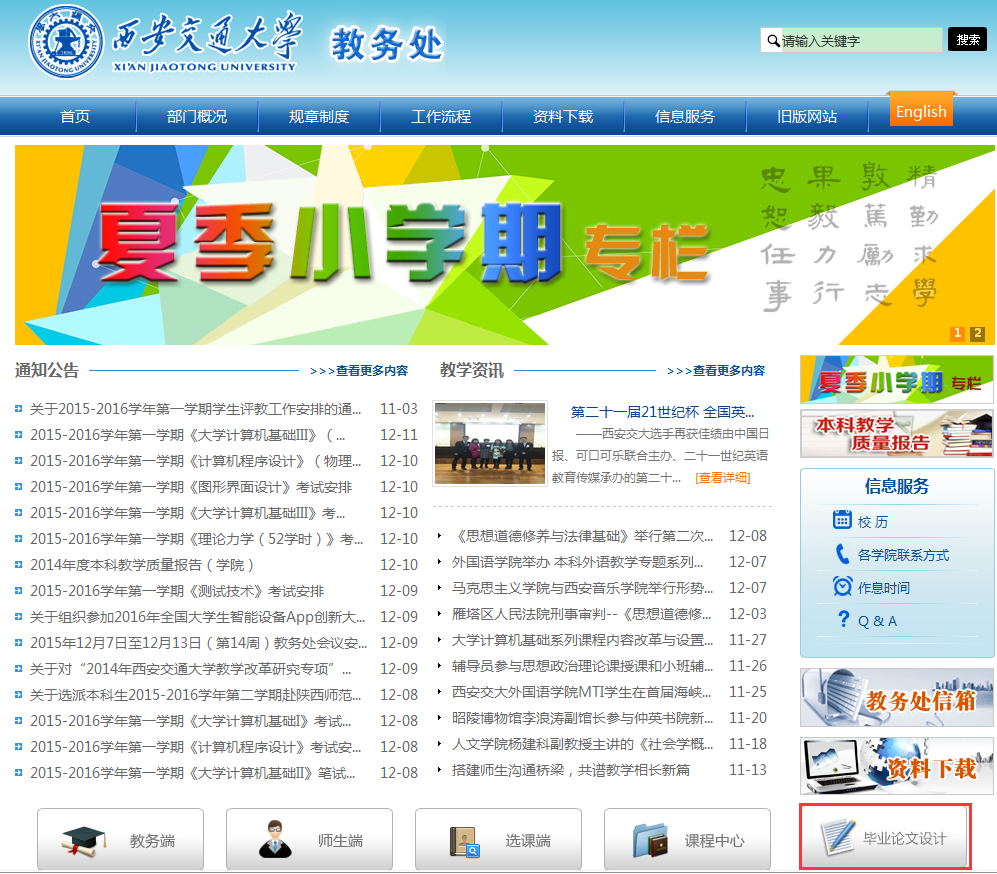 西安交通大学 教务处
XI'AN JIAOTONG UNIVERSITY
请输入关键字 搜索
首页 部门概况 规章制度 工作流程 资料下载 信息服务 旧版网站 English
夏季小学期 专栏
精勤求學
敦篤勵志
果毅力行
忠恕任事
1 2
通知公告 >>>查看更多内容
关于2015-2016学年第一学期学生评教工作安排的通... 11-03
2015-2016学年第一学期《大学计算机基础III》（... 12-11
2015-2016学年第一学期《计算机程序设计》（物理... 12-10
2015-2016学年第一学期《图形界面设计》考试安排 12-10
2015-2016学年第一学期《大学计算机基础III》考... 12-10
2015-2016学年第一学期《理论力学（52学时）》考... 12-10
2014年度本科教学质量报告（学院） 12-10
2015-2016学年第一学期《测试技术》考试安排 12-09
关于组织参加2016年全国大学生智能设备App创新大... 12-09
2015年12月7日至12月13日（第14周）教务处会议安... 12-09
关于对“2014年西安交通大学教学改革研究专项”... 12-09
关于选派本科生2015-2016学年第二学期赴陕西师范... 12-08
2015-2016学年第一学期《大学计算机基础I》考试... 12-08
2015-2016学年第一学期《计算机程序设计》考试安... 12-08
2015-2016学年第一学期《大学计算机基础II》笔试... 12-08
教学资讯 >>>查看更多内容
第二十一届21世纪杯 全国英...
——西安交大选手再获佳绩由中国日
报、可口可乐联合主办、二十一世纪英语
教育传媒承办的第二十... [查看详细]
《思想道德修养与法律基础》举行第二次... 12-08
外国语学院举办 本科外语教学专题系列... 12-07
马克思主义学院与西安音乐学院举行形势... 12-07
雁塔区人民法院刑事审判--《思想道德修... 12-03
大学计算机基础系列课程内容改革与设置... 11-27
辅导员参与思想政治理论课授课和小班辅... 11-26
西安交大外国语学院MTI学生在首届海峡... 11-25
昭陵博物馆李浪涛副馆长参与仲英书院新... 11-20
人文学院杨建科副教授主讲的《社会学概... 11-18
搭建师生沟通桥梁，共谱教学相长新篇 11-13
夏季小学期 专栏
本科教学
质量报告
信息服务
校 历
各学院联系方式
作息时间
Q & A
教务处信箱
资料下载
教务端 师生端 选课端 课程中心 毕业论文设计